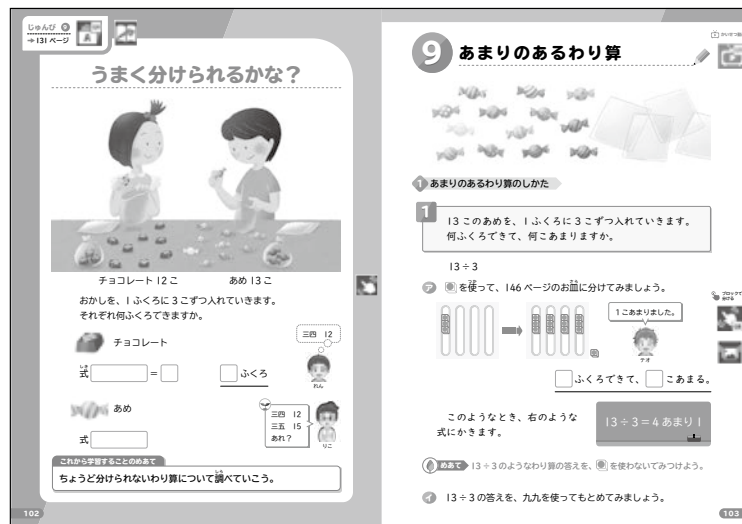 じゅんび
→131ページ
うまく分けられるかな？
チョコレート 12こ
あめ 13こ
おかしを、1ふくろに3こずつ入れていきます。
それぞれ何ふくろできますか。
チョコレート
三四 12
式
=
ふくろ
れん
あめ
三四 12
三五 15
あれ？
式
りこ
これから学習することのめあて
ちょうど分けられないわり算について調べていこう。
102
9 あまりのあるわり算
1 あまりのあるわり算のしかた
1
13このあめを、1ふくろに3こずつ入れていきます。
何ふくろできて、何こあまりますか。
13÷3
ア を使って、146ページのお皿に分けてみましょう。
ブロックで
分ける
1こあまりました。
テオ
ふくろできて、 こあまる。
このようなとき、右のような
式にかきます。
13÷3=4あまり1
めあて 13÷3のようなわり算の答えを、 を使わないでみつけよう。
イ 13÷3の答えを、九九を使ってもとめてみましょう。
103